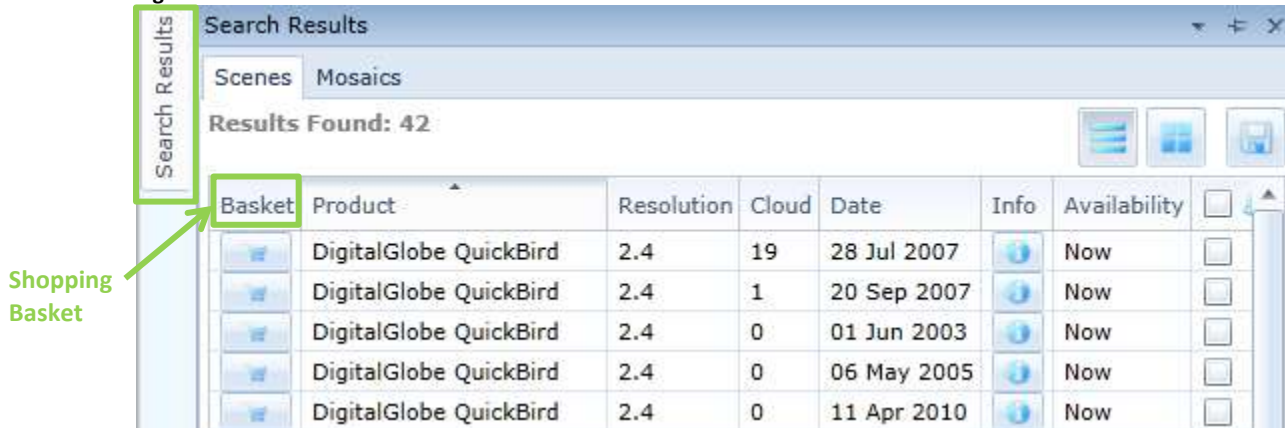 Search Results
Search Results
Scenes Mosaics
Results Found: 42
Basket Product Resolution Cloud Date Info Availability
DigitalGlobe QuickBird 2.4 19 28 Jul 2007 Now
DigitalGlobe QuickBird 2.4 1 20 Sep 2007 Now
DigitalGlobe QuickBird 2.4 0 01 Jun 2003 Now
DigitalGlobe QuickBird 2.4 0 06 May 2005 Now
DigitalGlobe QuickBird 2.4 0 11 Apr 2010 Now
Shopping
Basket